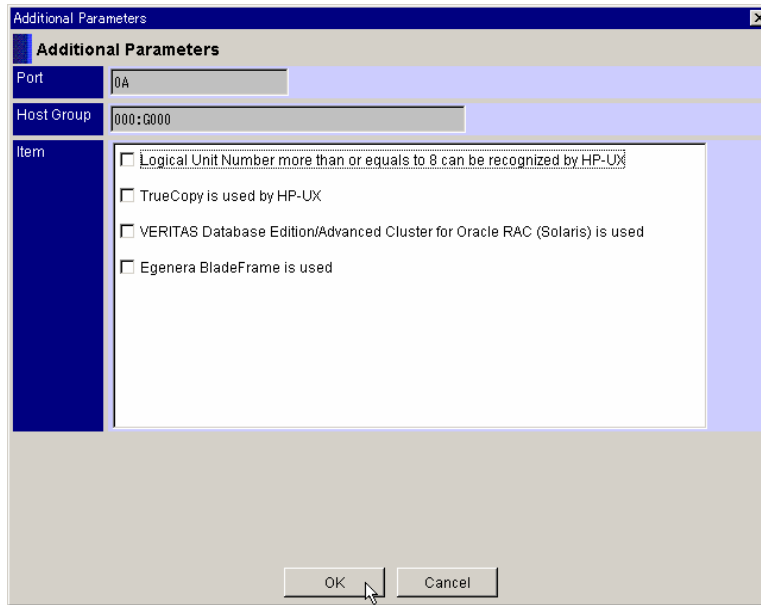 Additional Parameters
Additional Parameters
Port
0A
Host Group
000:G000
Item
Logical Unit Number more than or equals to 8 can be recognized by HP-UX
TrueCopy is used by HP-UX
VERITAS Database Edition/Advanced Cluster for Oracle RAC (Solaris) is used
Egenera BladeFrame is used
OK
Cancel